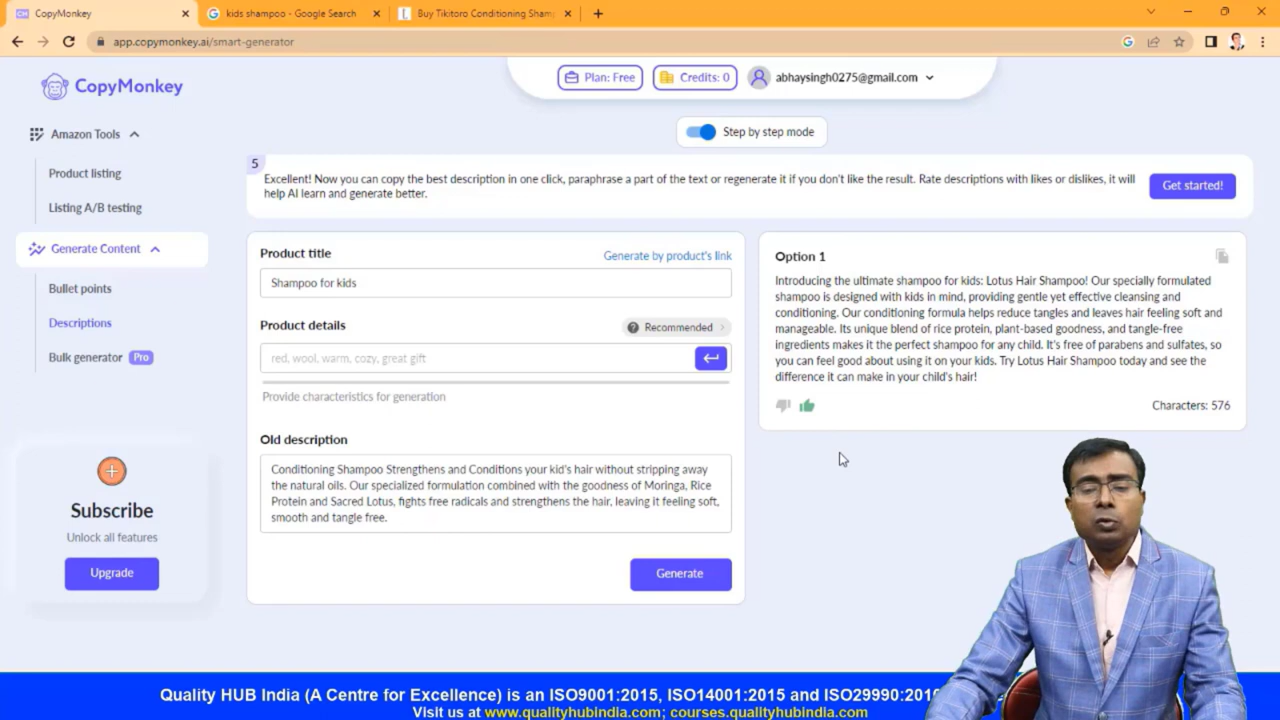 CopyMonkey
kids shampoo - Google Search
Buy Tikitoro Conditioning Sham
app.copymonkey.ai/smart-generator
CopyMonkey
Plan: Free
Credits: 0
abhaysingh0275@gmail.com
Step by step mode
Amazon Tools
Product listing
Listing A/B testing
Generate Content
Bullet points
Descriptions
Bulk generator Pro
Subscribe
Unlock all features
Upgrade
5
Excellent! Now you can copy the best description in one click, paraphrase a part of the text or regenerate it if you don't like the result. Rate descriptions with likes or dislikes, it will
help AI learn and generate better.
Get started!
Product title
Generate by product's link
Shampoo for kids
Product details
Recommended
red, wool, warm, cozy, great gift
Provide characteristics for generation
Old description
Conditioning Shampoo Strengthens and Conditions your kid's hair without stripping away
the natural oils. Our specialized formulation combined with the goodness of Moringa, Rice
Protein and Sacred Lotus, fights free radicals and strengthens the hair, leaving it feeling soft,
smooth and tangle free.
Generate
Option 1
Introducing the ultimate shampoo for kids: Lotus Hair Shampoo! Our specially formulated
shampoo is designed with kids in mind, providing gentle yet effective cleansing and
conditioning. Our conditioning formula helps reduce tangles and leaves hair feeling soft and
manageable. Its unique blend of rice protein, plant-based goodness, and tangle-free
ingredients makes it the perfect shampoo for any child. It's free of parabens and sulfates, so
you can feel good about using it on your kids. Try Lotus Hair Shampoo today and see the
difference it can make in your child's hair!
Characters: 576
Quality HUB India (A Centre for Excellence) is an ISO9001:2015, ISO14001:2015 and ISO29990:2010
Visit us at www.qualityhubindia.com; courses.qualityhubindia.com